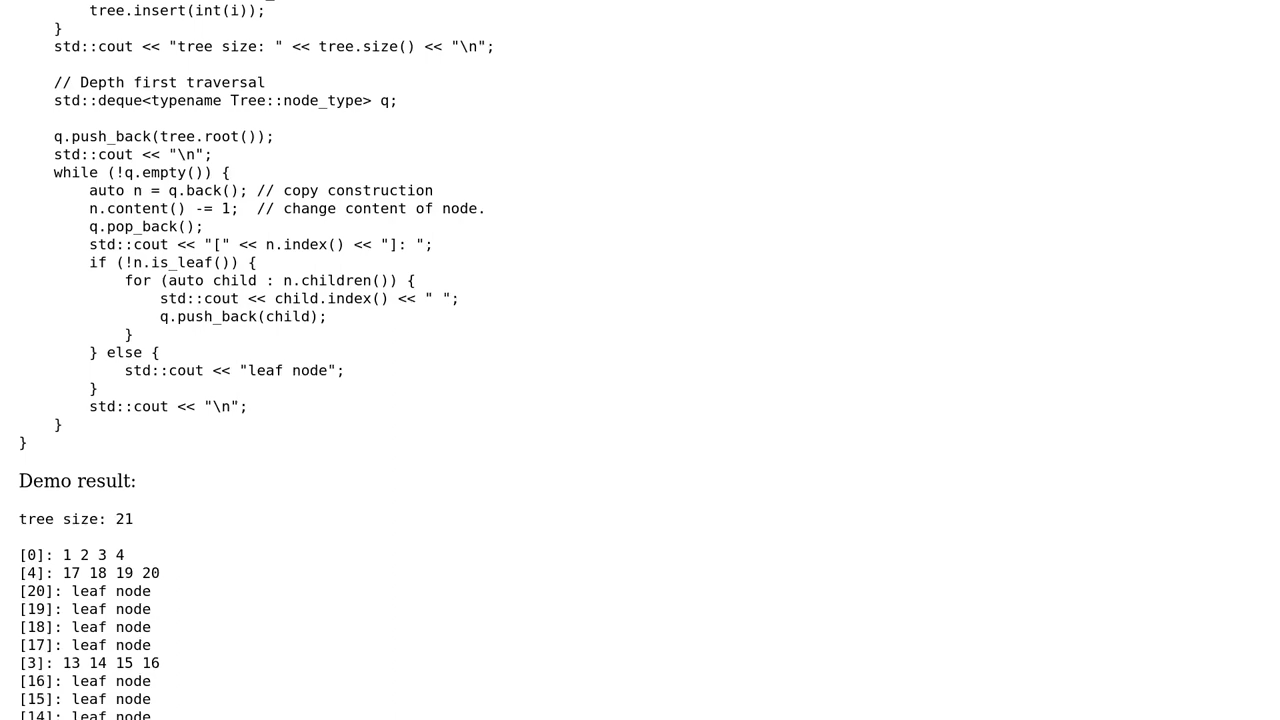 tree.insert(int(i));
    }
    std::cout << "tree size: " << tree.size() << "\n";

    // Depth first traversal
    std::deque<typename Tree::node_type> q;

    q.push_back(tree.root());
    std::cout << "\n";
    while (!q.empty()) {
        auto n = q.back(); // copy construction
        n.content() -= 1;  // change content of node.
        q.pop_back();
        std::cout << "[" << n.index() << "]: ";
        if (!n.is_leaf()) {
            for (auto child : n.children()) {
                std::cout << child.index() << " ";
                q.push_back(child);
            }
        } else {
            std::cout << "leaf node";
        }
        std::cout << "\n";
    }
}
Demo result:
tree size: 21

[0]: 1 2 3 4
[4]: 17 18 19 20
[20]: leaf node
[19]: leaf node
[18]: leaf node
[17]: leaf node
[3]: 13 14 15 16
[16]: leaf node
[15]: leaf node
[14]: leaf node